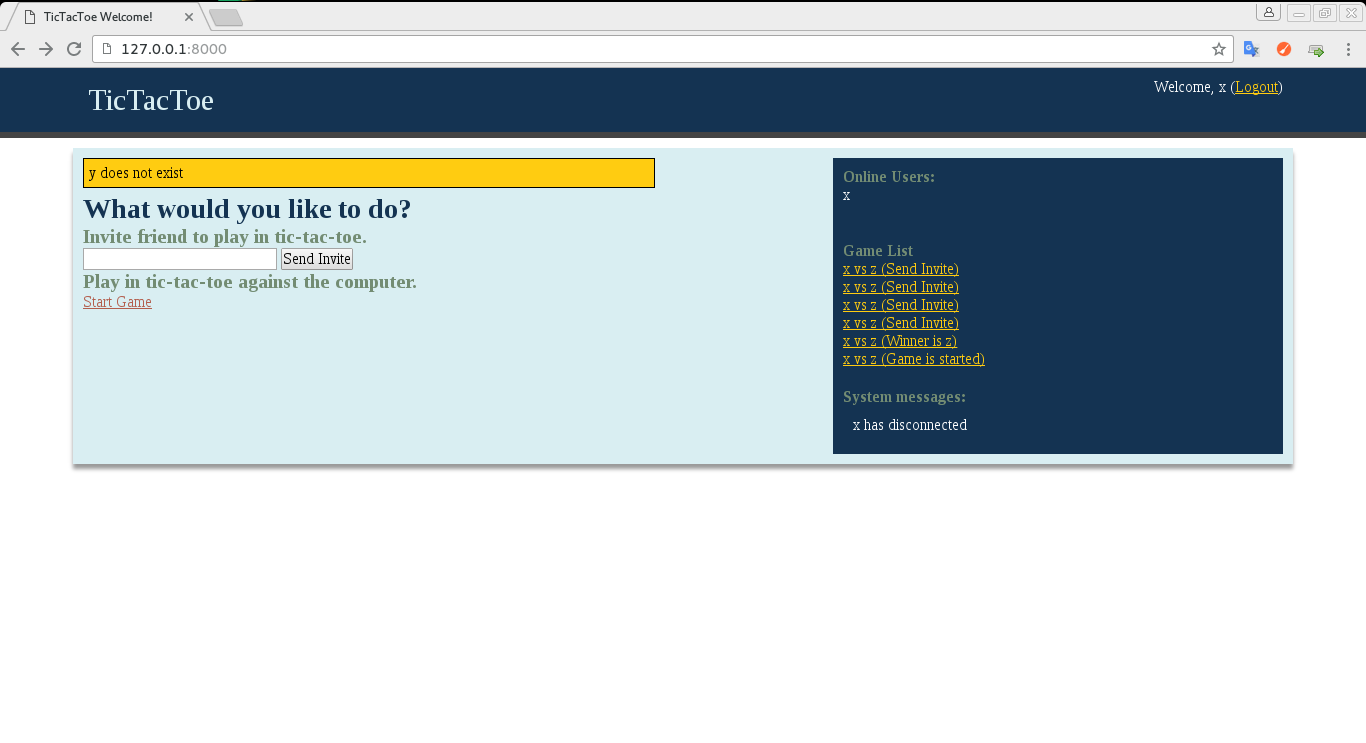 TicTacToe Welcome!
127.0.0.1:8000
TicTacToe
Welcome, x (Logout)
y does not exist
What would you like to do?
Invite friend to play in tic-tac-toe.
Send Invite
Play in tic-tac-toe against the computer.
Start Game
Online Users:
x
Game List
x vs z (Send Invite)
x vs z (Send Invite)
x vs z (Send Invite)
x vs z (Send Invite)
x vs z (Winner is z)
x vs z (Game is started)
System messages:
x has disconnected